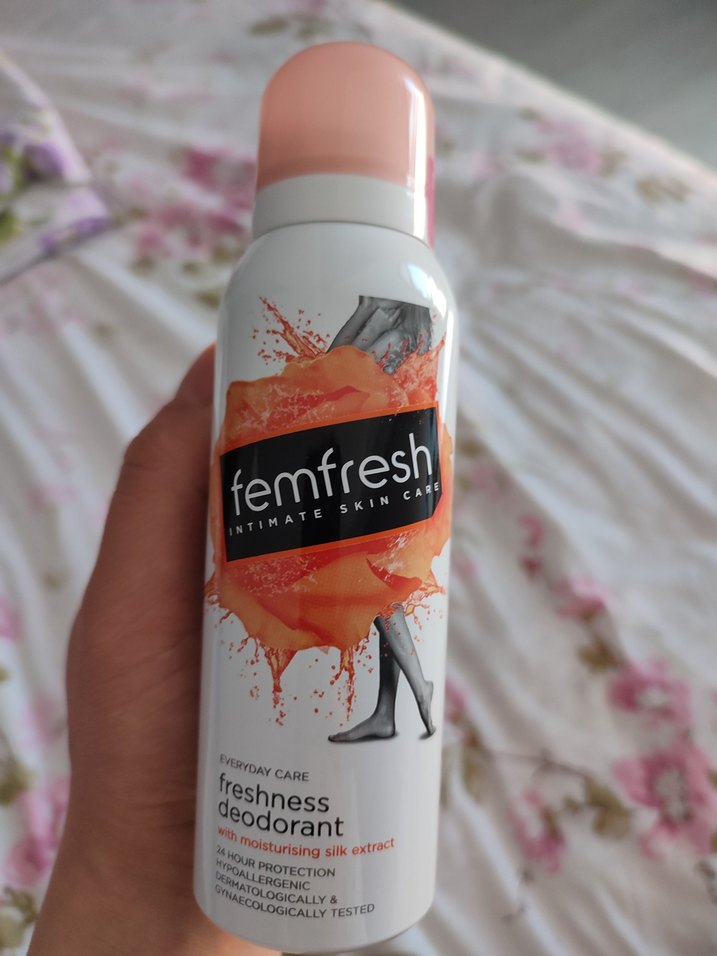 femfresh
INTIMATE SKIN CARE
EVERYDAY CARE
freshness
deodorant
with moisturising silk extract
24 HOUR PROTECTION
HYPOALLERGENIC
DERMATOLOGICALLY &
GYNAECOLOGICALLY TESTED